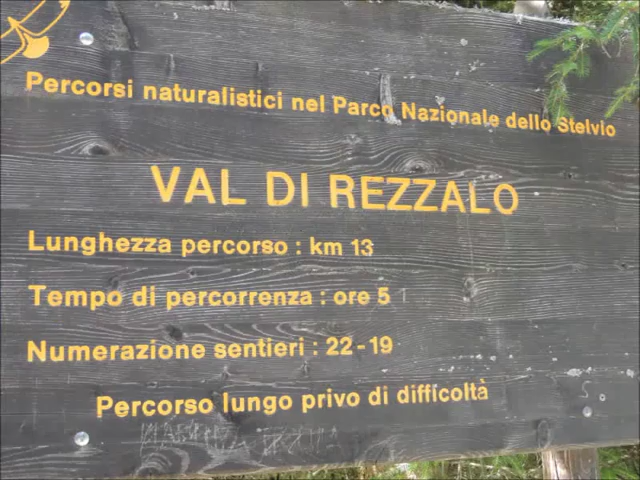 Percorsi naturalistici nel Parco Nazionale dello Stelvio
VAL DI REZZALO
Lunghezza percorso : km 13
Tempo di percorrenza : ore 5
Numerazione sentieri : 22-19
Percorso lungo privo di difficoltà